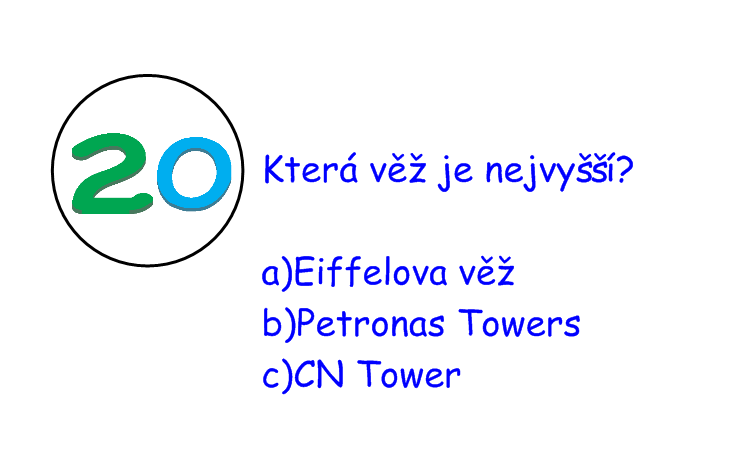 20
Která věž je nejvyšší?
a)Eiffelova věž
b)Petronas Towers
c)CN Tower